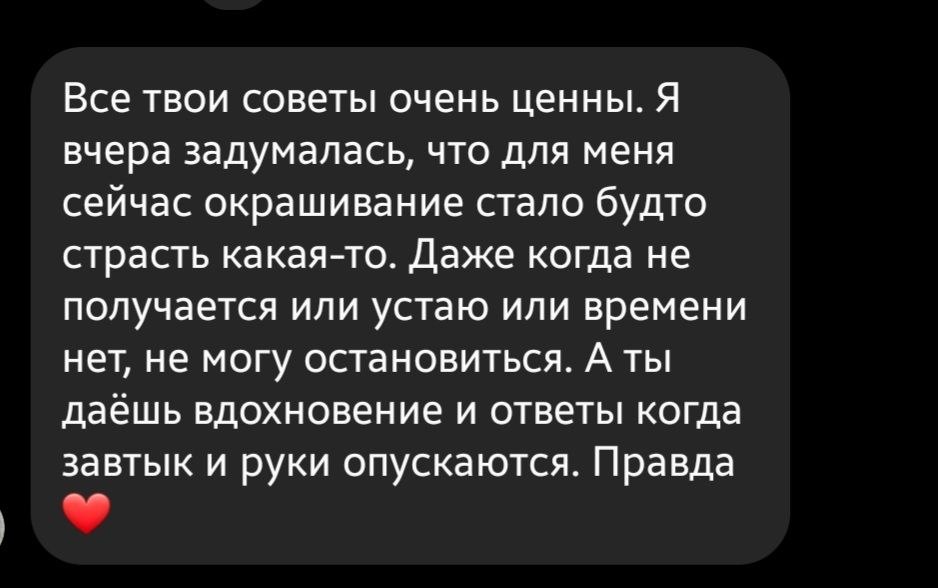 Все твои советы очень ценны. Я
вчера задумалась, что для меня
сейчас окрашивание стало будто
страсть какая-то. Даже когда не
получается или устаю или времени
нет, не могу остановиться. А ты
даёшь вдохновение и ответы когда
завтык и руки опускаются. Правда
❤️